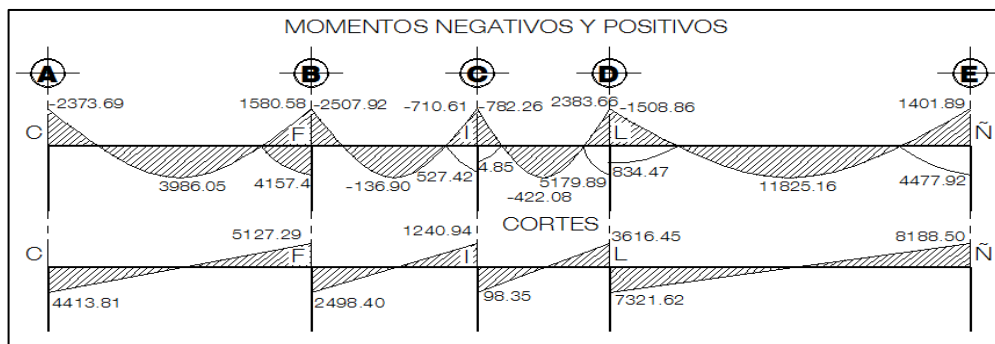 MOMENTOS NEGATIVOS Y POSITIVOS
A B C D E
-2373.69 1580.58 -2507.92 -710.61 -782.26 2383.66 -1508.86 1401.89
C F I L Ñ
3986.05 4157.4 -136.90 527.42 4.85 -422.08 5179.89 834.47 11825.16 4477.92
CORTES
C 5127.29 F 1240.94 I 3616.45 L 8188.50 Ñ
4413.81 2498.40 98.35 7321.62